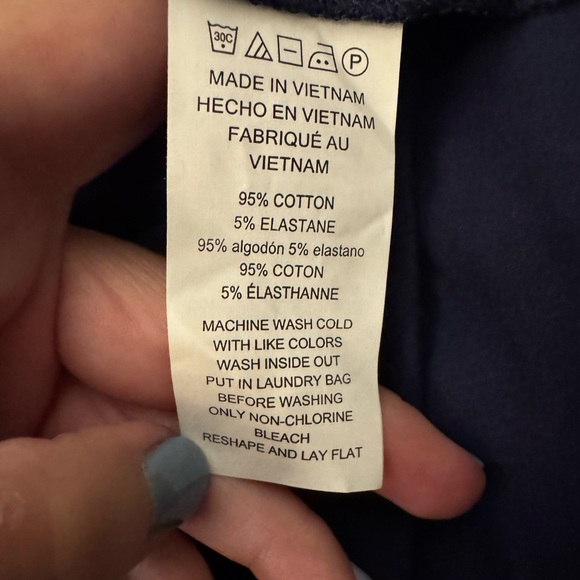 30C P
MADE IN VIETNAM
HECHO EN VIETNAM
FABRIQUÉ AU
VIETNAM
95% COTTON
5% ELASTANE
95% algodón 5% elastano
95% COTON
5% ÉLASTHANNE
MACHINE WASH COLD
WITH LIKE COLORS
WASH INSIDE OUT
PUT IN LAUNDRY BAG
BEFORE WASHING
ONLY NON-CHLORINE
BLEACH
RESHAPE AND LAY FLAT